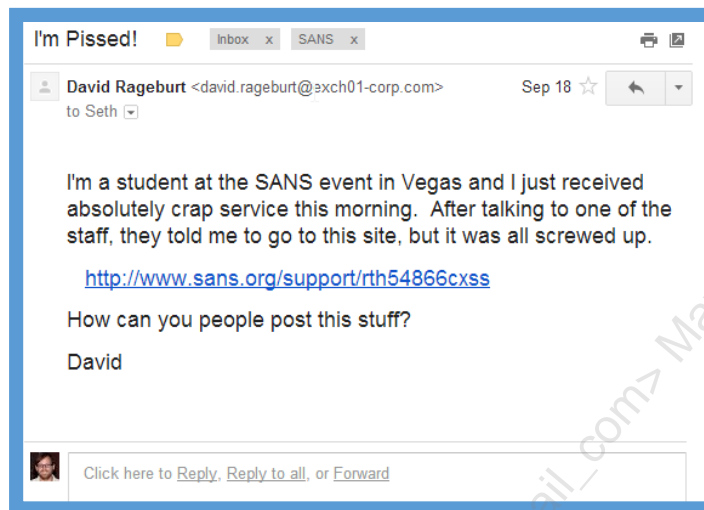 I'm Pissed! Inbox x SANS x
David Rageburt <david.rageburt@exch01-corp.com> Sep 18
to Seth
I'm a student at the SANS event in Vegas and I just received
absolutely crap service this morning. After talking to one of the
staff, they told me to go to this site, but it was all screwed up.
http://www.sans.org/support/rth54866cxss
How can you people post this stuff?
David
Click here to Reply, Reply to all, or Forward
ail_com> Ma